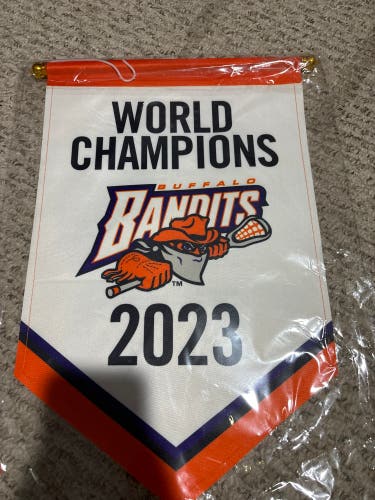 WORLD
CHAMPIONS
BUFFALO
BANDITS
TM
2023